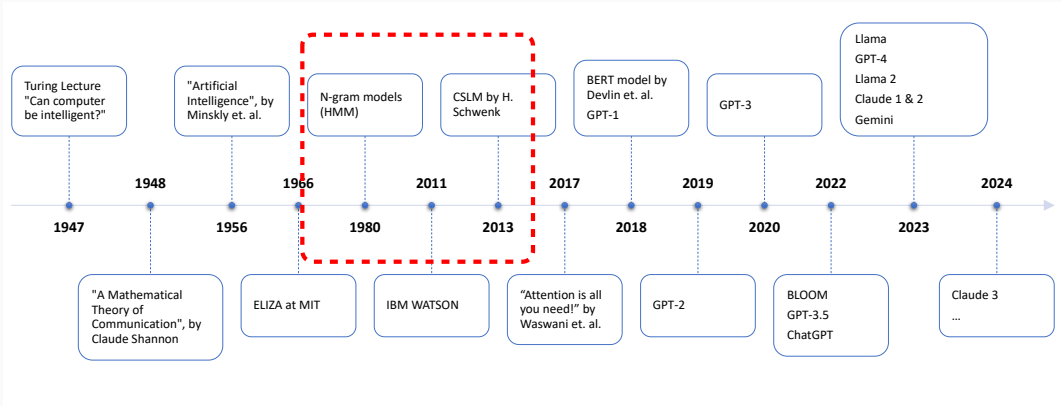 Turing Lecture
"Can computer
be intelligent?"
"Artificial
Intelligence", by
Minskly et. al.
N-gram models
(HMM)
CSLM by H.
Schwenk
BERT model by
Devlin et. al.
GPT-1
GPT-3
Llama
GPT-4
Llama 2
Claude 1 & 2
Gemini
1948
1966
2011
2017
2019
2022
2024
1947
1956
1980
2013
2018
2020
2023
"A Mathematical
Theory of
Communication", by
Claude Shannon
ELIZA at MIT
IBM WATSON
“Attention is all
you need!” by
Waswani et. al.
GPT-2
BLOOM
GPT-3.5
ChatGPT
Claude 3
...